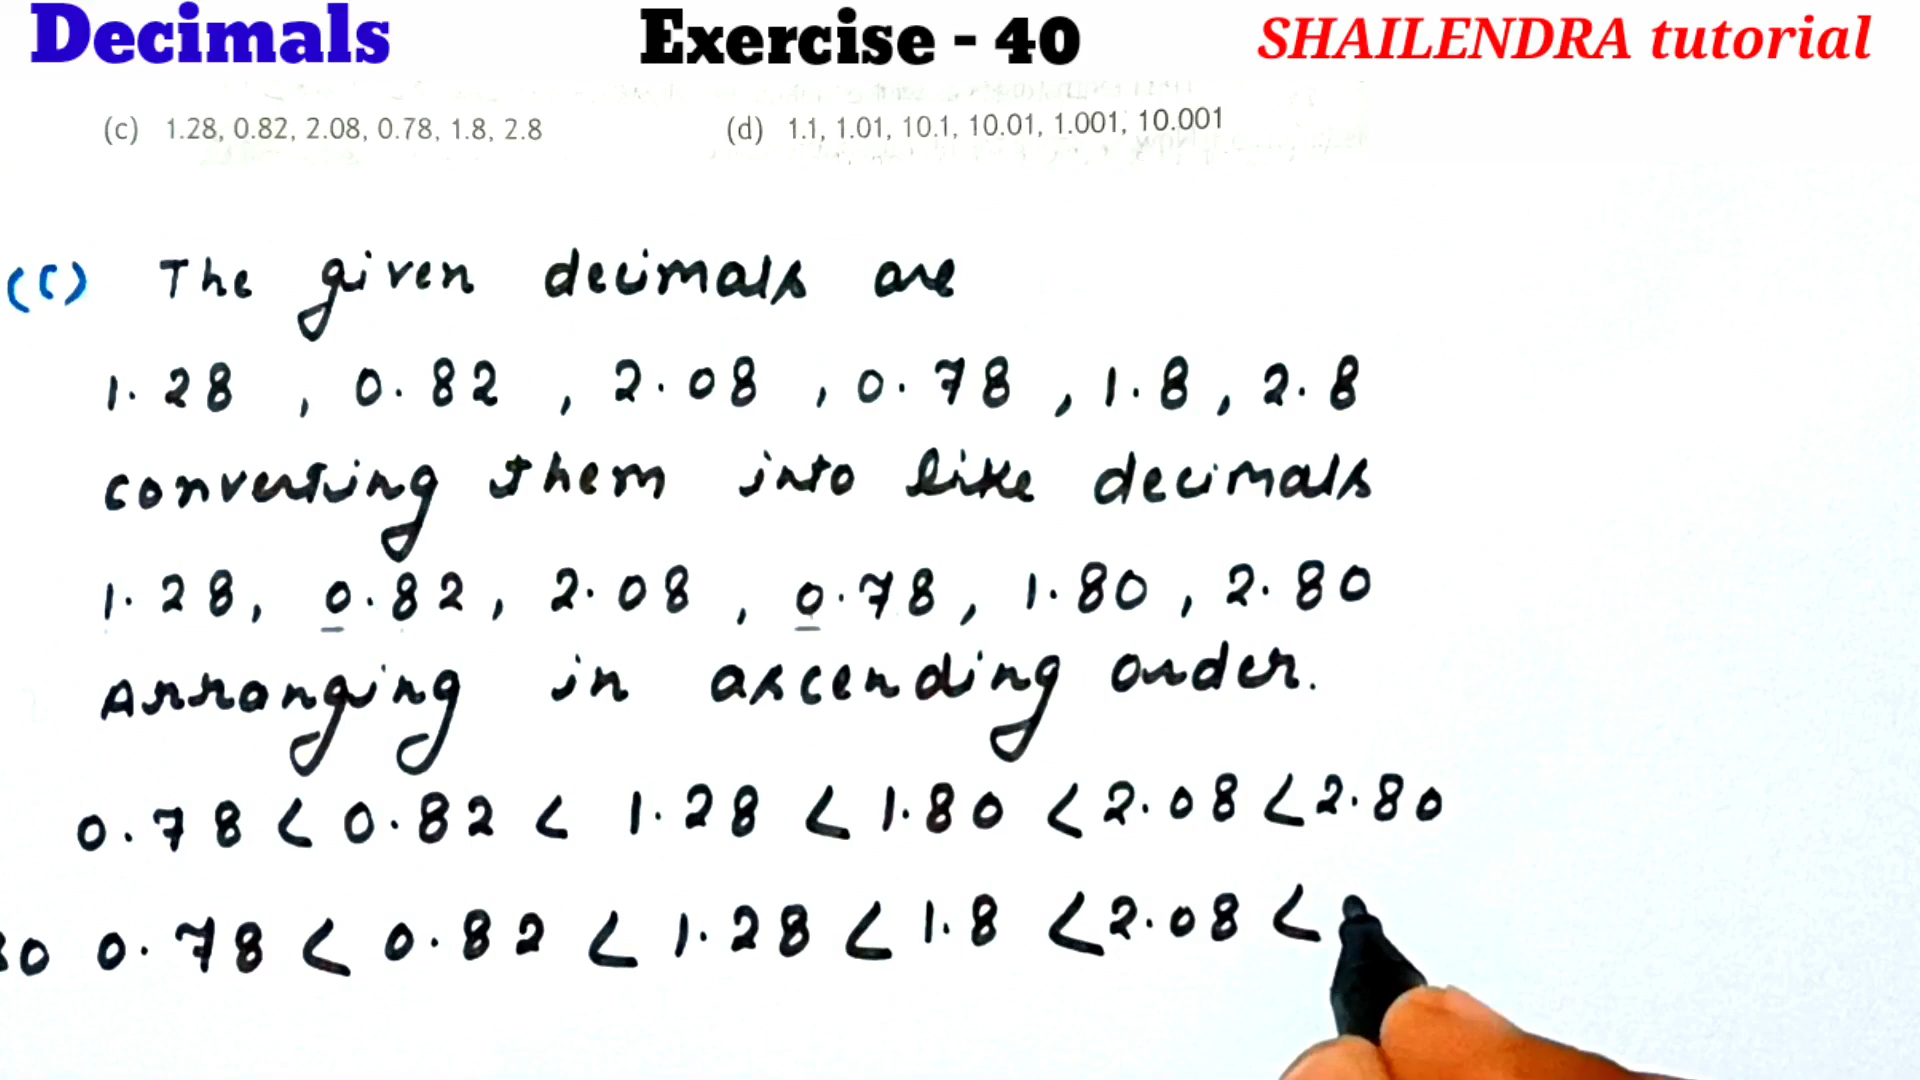 Decimals Exercise - 40 SHAILENDRA tutorial
(c) 1.28, 0.82, 2.08, 0.78, 1.8, 2.8 (d) 1.1, 1.01, 10.1, 10.01, 1.001, 10.001
(C) The given decimals are
1.28 , 0.82 , 2.08 , 0.78 , 1.8 , 2.8
converting them into like decimals
1.28, 0.82 , 2.08 , 0.78 , 1.80 , 2.80
Arranging in ascending order.
0.78 < 0.82 < 1.28 < 1.80 < 2.08 < 2.80
so 0.78 < 0.82 < 1.28 < 1.8 < 2.08 <